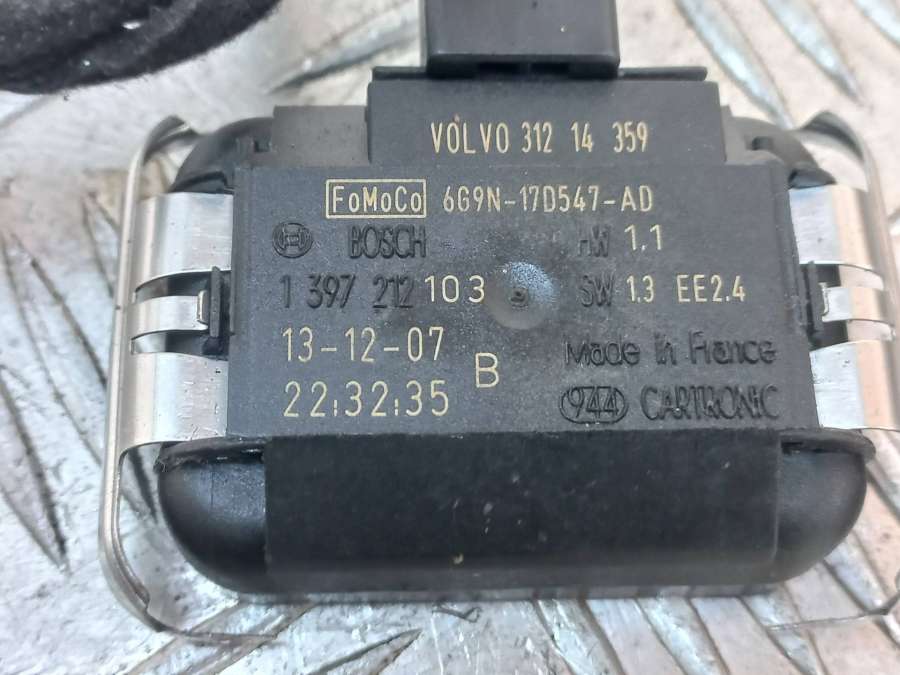 VOLVO 312 14 359
FoMoCo 6G9N-17D547-AD
BOSCH HW 1.1
1 397 212 103 SW 1.3 EE2.4
13-12-07 Made in France
22:32:35 B 944 CARTRONIC